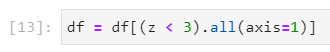 [13]: df = df[(z < 3).all(axis=1)]